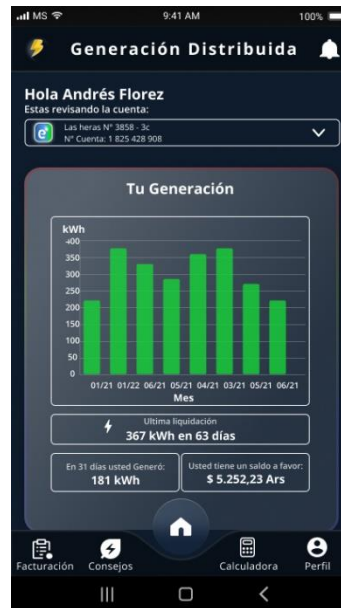 MS 9:41 AM 100%
Generación Distribuida
Hola Andrés Florez
Estas revisando la cuenta:
Las heras N° 3858 - 3c
N° Cuenta: 1 825 428 908
Tu Generación
kWh
400
350
300
250
200
150
100
50
0
01/21 01/22 06/21 05/21 04/21 03/21 05/21 06/21
Mes
Ultima liquidación
367 kWh en 63 días
En 31 días usted Generó:
181 kWh
Usted tiene un saldo a favor:
$ 5.252,23 Ars
Facturación Consejos Calculadora Perfil